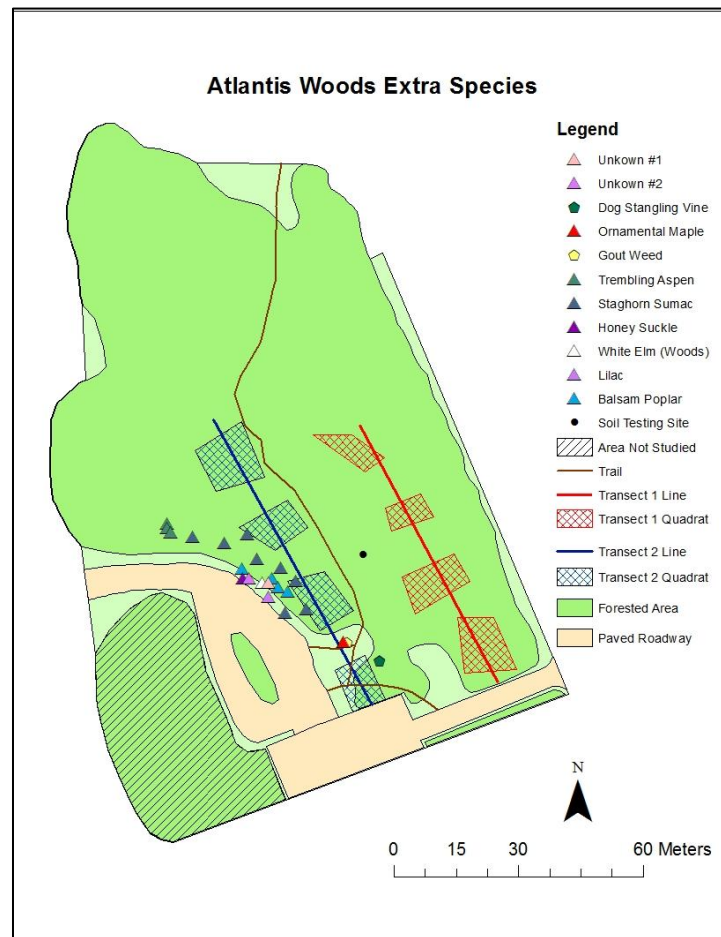 Atlantis Woods Extra Species
Legend
Unkown #1
Unkown #2
Dog Stangling Vine
Ornamental Maple
Gout Weed
Trembling Aspen
Staghorn Sumac
Honey Suckle
White Elm (Woods)
Lilac
Balsam Poplar
Soil Testing Site
Area Not Studied
Trail
Transect 1 Line
Transect 1 Quadrat
Transect 2 Line
Transect 2 Quadrat
Forested Area
Paved Roadway
N
0 15 30 60 Meters